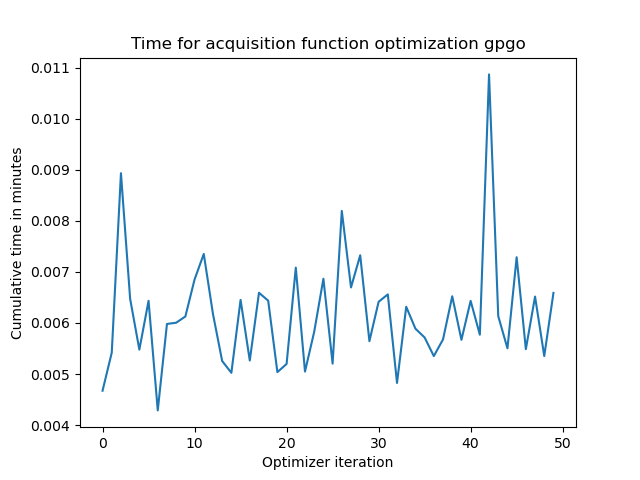 Time for acquisition function optimization gpgo
0.011
0.010
0.009
0.008
0.007
0.006
0.005
0.004
Cumulative time in minutes
0 10 20 30 40 50
Optimizer iteration